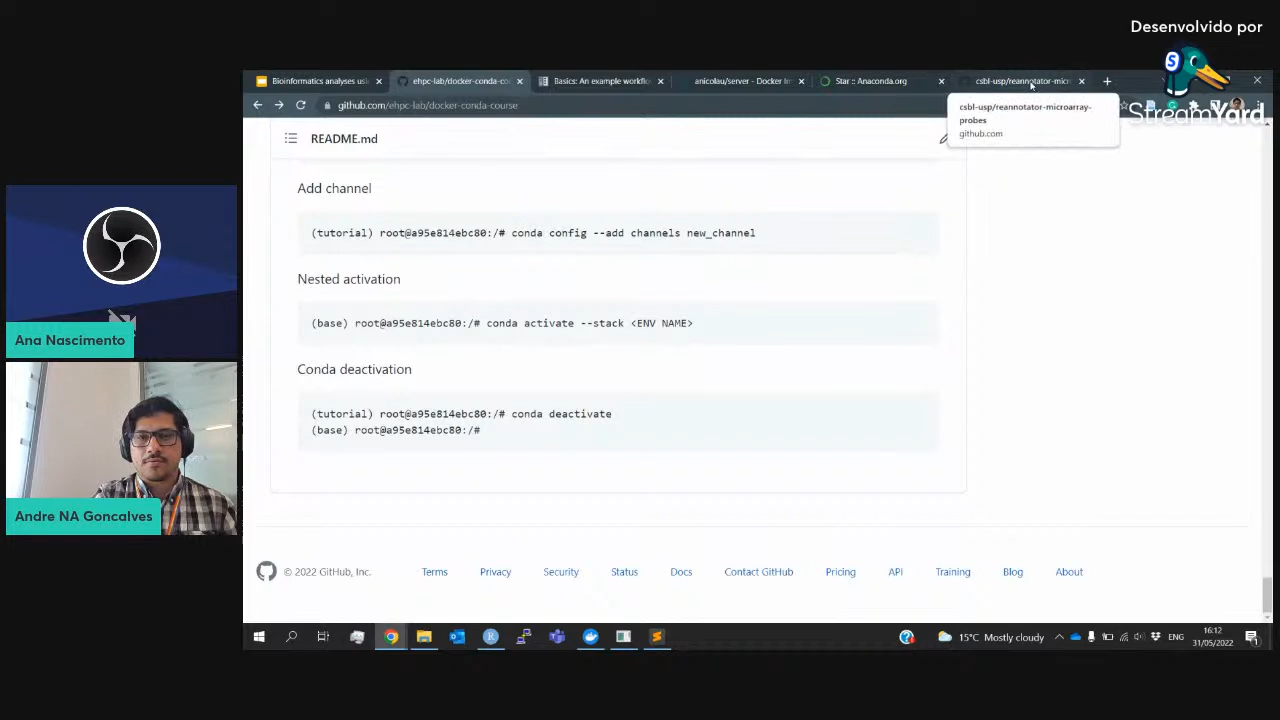 Desenvolvido por
StreamYard
Bioinformatics analyses usi
ehpc-lab/docker-conda-co
Basics: An example workfl
anicolau/server - Docker Im
Star :: Anaconda.org
csbl-usp/reannotator-micr
github.com/ehpc-lab/docker-conda-course
csbl-usp/reannotator-microarray-
probes
github.com
README.md
Add channel
(tutorial) root@a95e814ebc80:/# conda config --add channels new_channel
Nested activation
(base) root@a95e814ebc80:/# conda activate --stack <ENV NAME>
Conda deactivation
(tutorial) root@a95e814ebc80:/# conda deactivate
(base) root@a95e814ebc80:/#
Ana Nascimento
Andre NA Goncalves
© 2022 GitHub, Inc.
Terms
Privacy
Security
Status
Docs
Contact GitHub
Pricing
API
Training
Blog
About
15°C Mostly cloudy
ENG
16:12
31/05/2022